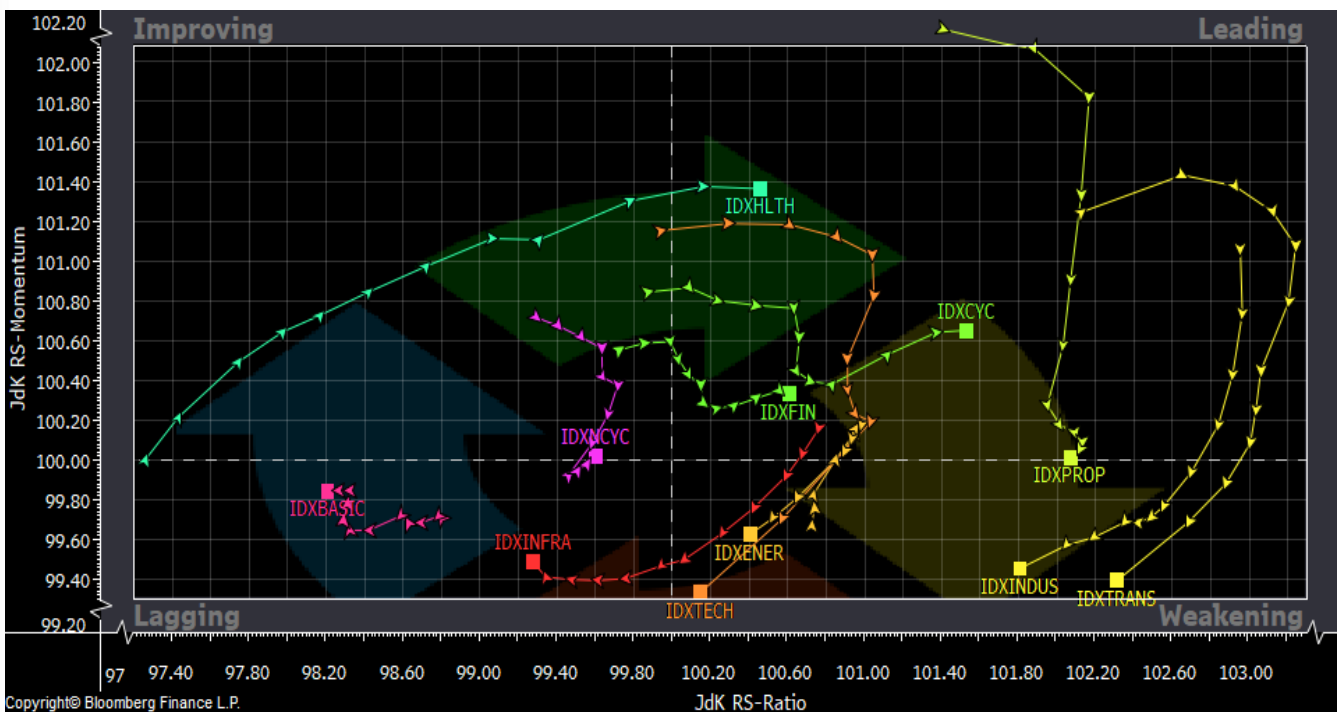 102.20
Improving
Leading
102.00
101.80
101.60
101.40
IDXHLTH
101.20
101.00
100.80
IDXCYC
100.60
100.40
IDXFIN
100.20
IDXNCYC
100.00
IDXPROP
99.80
IDXBASIC
99.60
IDXINFRA
IDXENER
99.40
IDXINDUS
IDXTRANS
IDXTECH
99.20
Lagging
Weakening
JdK RS-Momentum
97
97.40
97.80
98.20
98.60
99.00
99.40
99.80
100.20
100.60
101.00
101.40
101.80
102.20
102.60
103.00
Copyright© Bloomberg Finance L.P.
JdK RS-Ratio